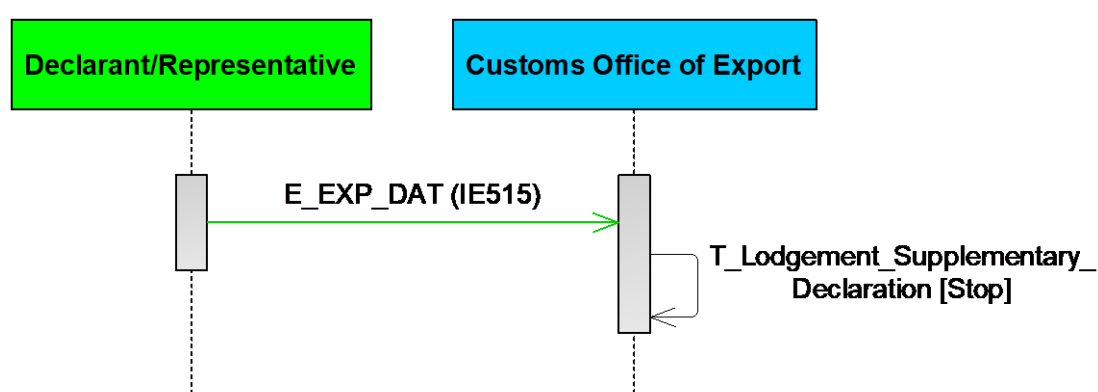 Declarant/Representative
Customs Office of Export
E_EXP_DAT (IE515)
T_Lodgement_Supplementary_
Declaration [Stop]